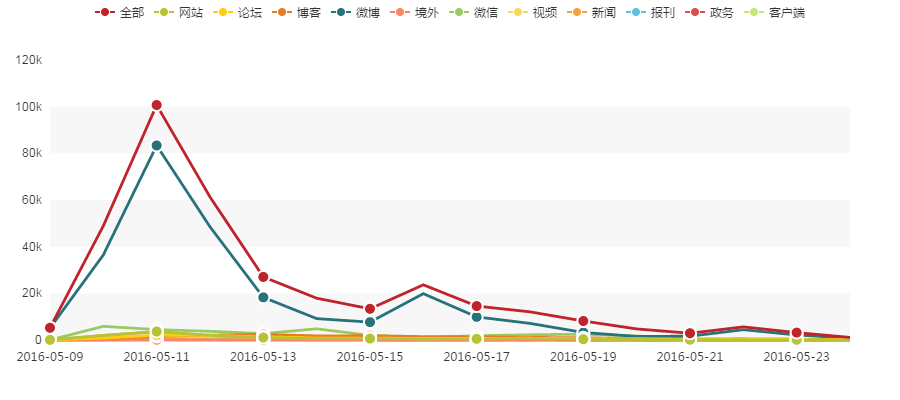 全部 网站 论坛 博客 微博 境外 微信 视频 新闻 报刊 政务 客户端
120k
100k
80k
60k
40k
20k
0
2016-05-09 2016-05-11 2016-05-13 2016-05-15 2016-05-17 2016-05-19 2016-05-21 2016-05-23